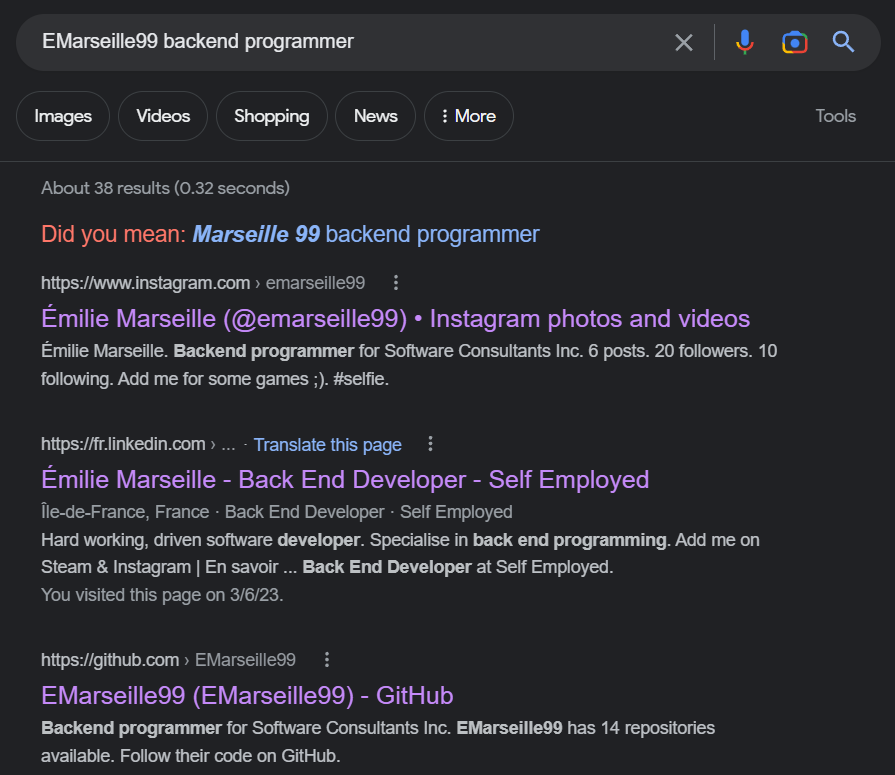 EMarseille99 backend programmer
Images Videos Shopping News More Tools
About 38 results (0.32 seconds)
Did you mean: Marseille 99 backend programmer
https://www.instagram.com › emarseille99
Émilie Marseille (@emarseille99) • Instagram photos and videos
Émilie Marseille. Backend programmer for Software Consultants Inc. 6 posts. 20 followers. 10
following. Add me for some games ;). #selfie.
https://fr.linkedin.com › ... · Translate this page
Émilie Marseille - Back End Developer - Self Employed
Île-de-France, France · Back End Developer · Self Employed
Hard working, driven software developer. Specialise in back end programming. Add me on
Steam & Instagram | En savoir ... Back End Developer at Self Employed.
You visited this page on 3/6/23.
https://github.com › EMarseille99
EMarseille99 (EMarseille99) - GitHub
Backend programmer for Software Consultants Inc. EMarseille99 has 14 repositories
available. Follow their code on GitHub.